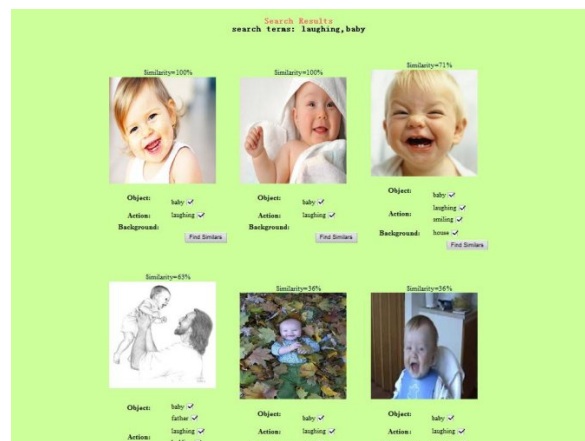 Search Results
search terms: laughing,baby
Similarity=100%
Similarity=100%
Similarity=71%
Object:
baby
Action:
laughing
Background:
Find Similars
Object:
baby
Action:
laughing
Background:
Find Similars
Object:
baby
Action:
laughing
smiling
Background:
house
Find Similars
Similarity=63%
Similarity=36%
Similarity=36%
Object:
baby
father
Action:
laughing
Object:
baby
Action:
laughing
Object:
baby
Action:
laughing